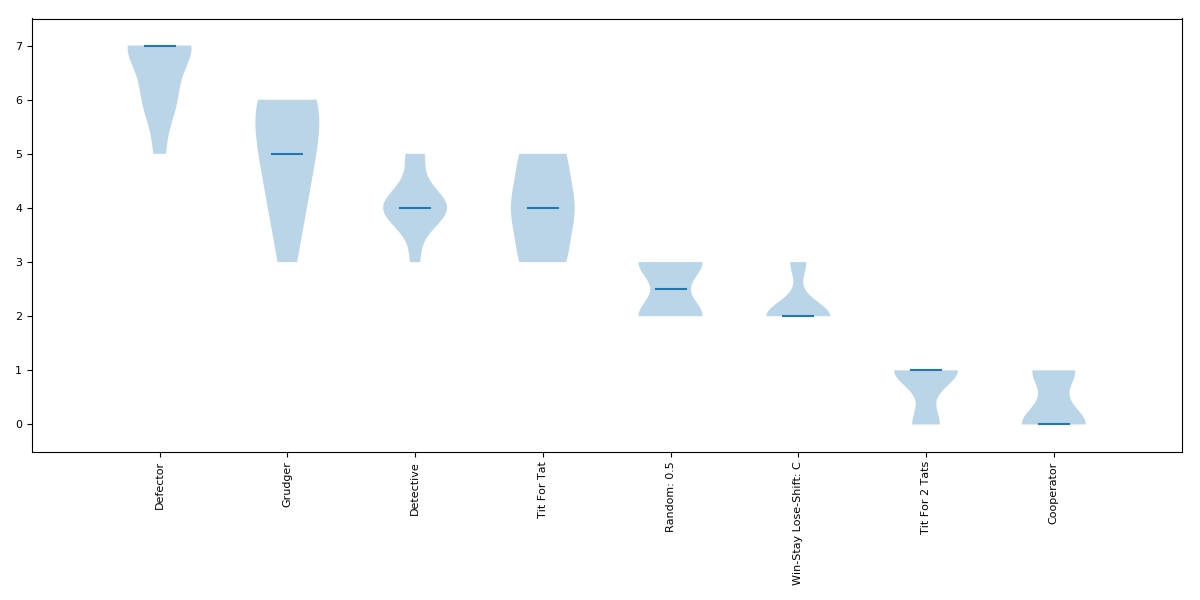 7
6
5
4
3
2
1
0
Defector
Grudger
Detective
Tit For Tat
Random: 0.5
Win-Stay Lose-Shift: C
Tit For 2 Tats
Cooperator